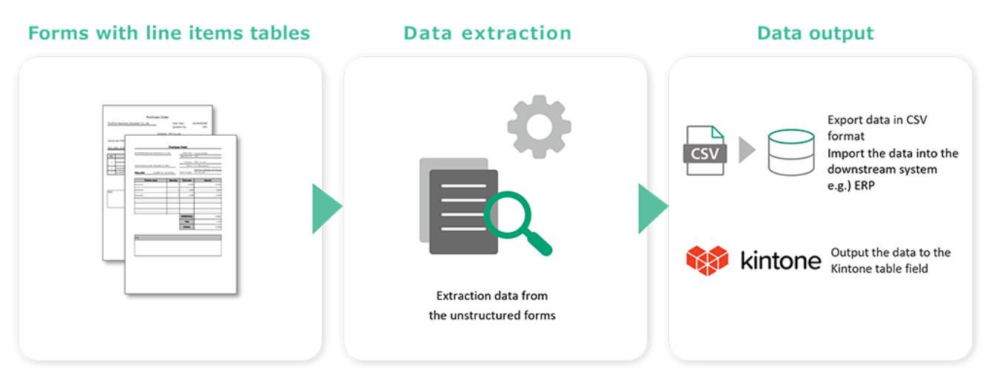 Forms with line items tables
Data extraction
Data output
Purchase Order
Purchase Order
Extraction data from
the unstructured forms
CSV
Export data in CSV
format
Import the data into the
downstream system
e.g.) ERP
kintone
Output the data to the
Kintone table field